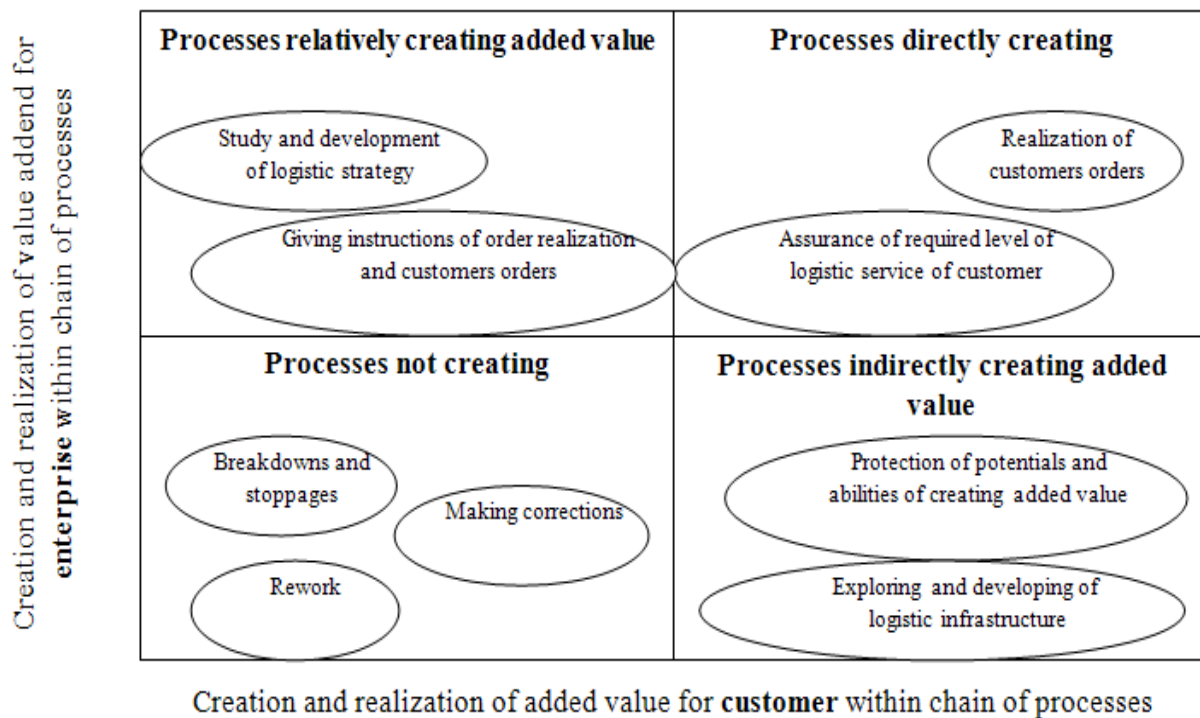 Creation and realization of value addend for
enterprise within chain of processes
Processes relatively creating added value
Study and development
of logistic strategy
Giving instructions of order realization
and customers orders
Processes directly creating
Realization of
customers orders
Assurance of required level of
logistic service of customer
Processes not creating
Breakdowns and
stoppages
Making corrections
Rework
Processes indirectly creating added
value
Protection of potentials and
abilities of creating added value
Exploring and developing of
logistic infrastructure
Creation and realization of added value for customer within chain of processes